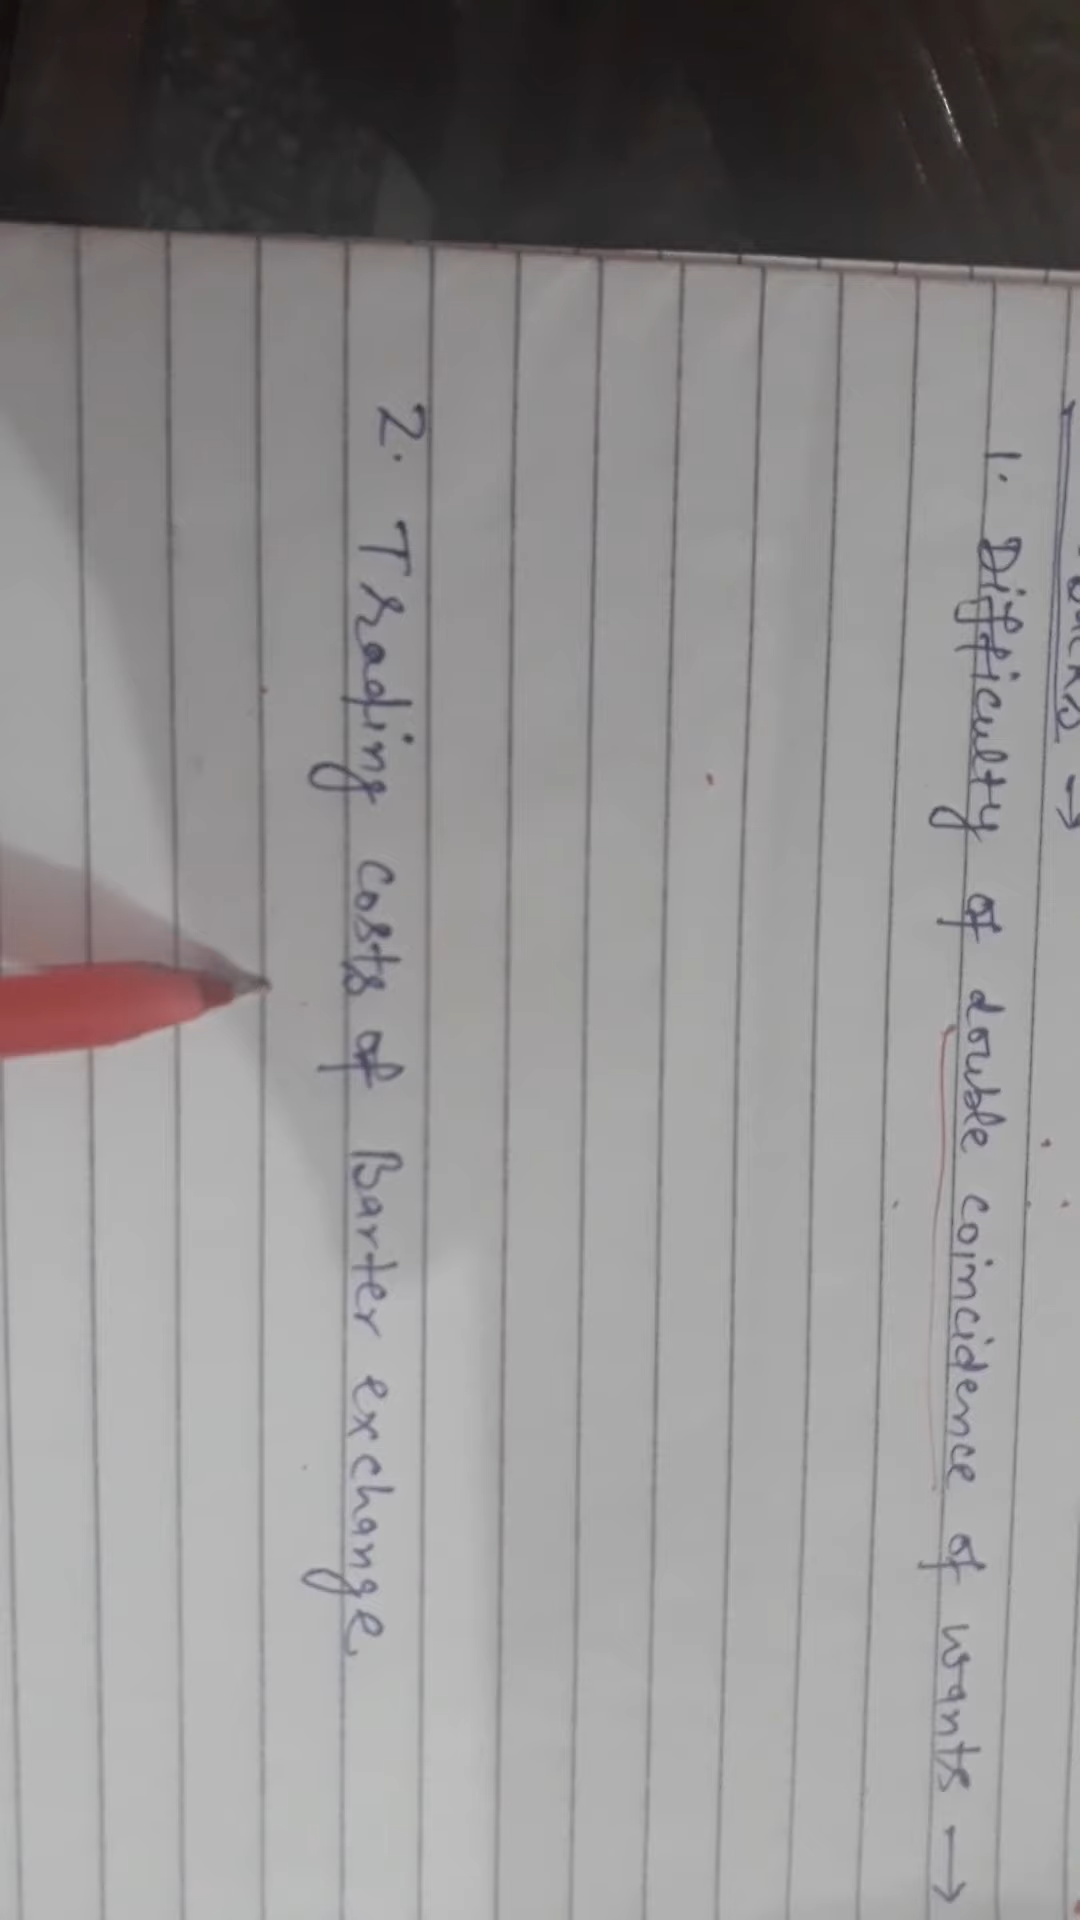 1. Difficulty of double coincidence of wants →
2. Trading costs of Barter exchange.